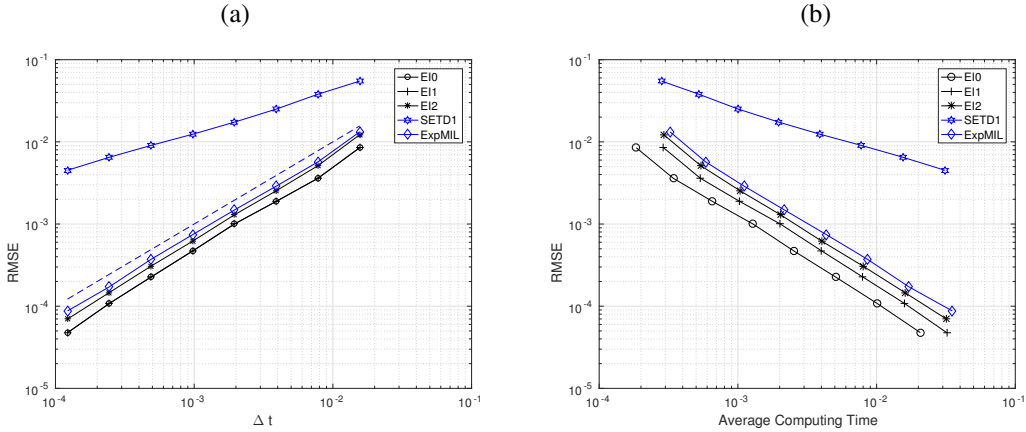 (a)
10^-1
10^-2
10^-3
10^-4
10^-5
RMSE
10^-4
10^-3
10^-2
10^-1
Δ t
EI0
EI1
EI2
SETD1
ExpMIL
(b)
10^-1
10^-2
10^-3
10^-4
10^-5
RMSE
10^-4
10^-3
10^-2
10^-1
Average Computing Time
EI0
EI1
EI2
SETD1
ExpMIL